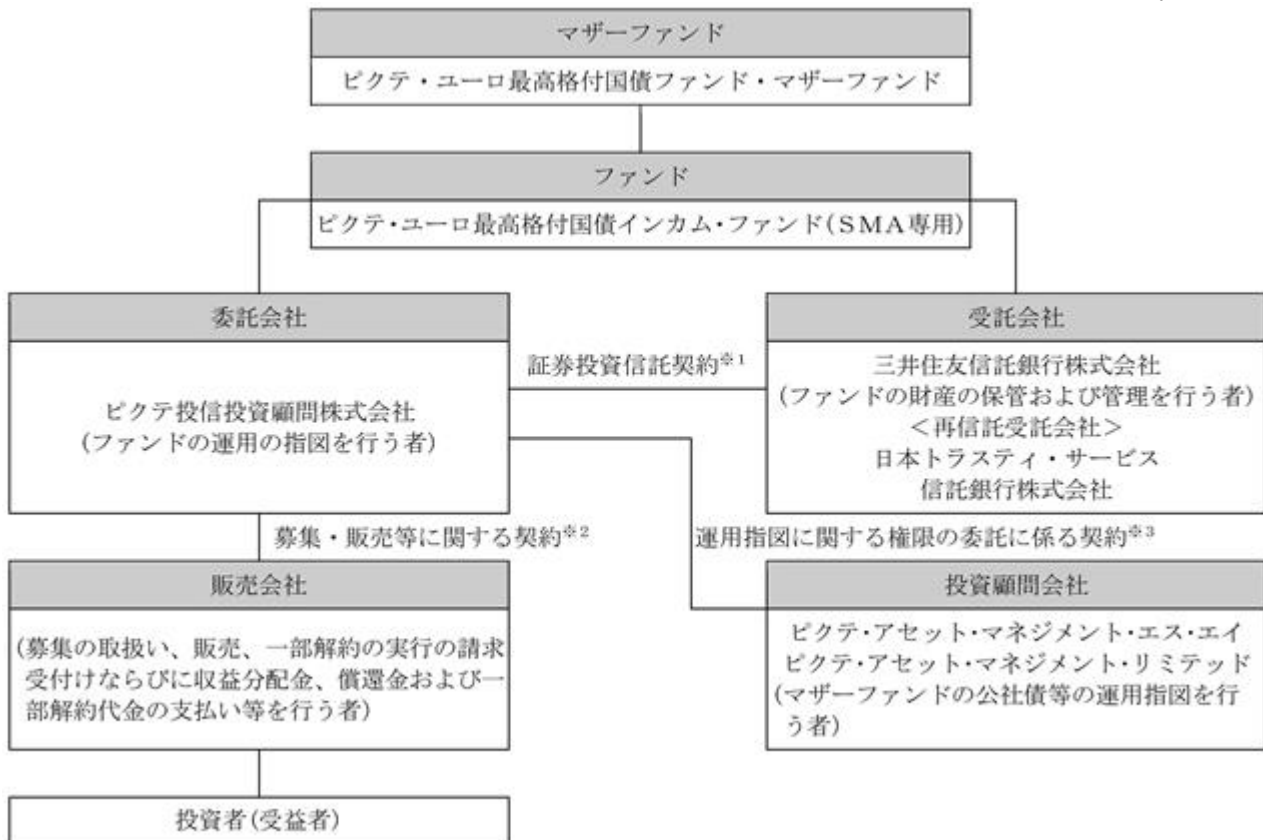 マザーファンド
ピクテ・ユーロ最高格付国債ファンド・マザーファンド
ファンド
ピクテ・ユーロ最高格付国債インカム・ファンド(SMA専用)
委託会社
ピクテ投信投資顧問株式会社
(ファンドの運用の指図を行う者)
証券投資信託契約※1
受託会社
三井住友信託銀行株式会社
(ファンドの財産の保管および管理を行う者)
<再信託受託会社>
日本トラスティ・サービス
信託銀行株式会社
募集・販売等に関する契約※2
運用指図に関する権限の委託に係る契約※3
販売会社
(募集の取扱い、販売、一部解約の実行の請求
受付けならびに収益分配金、償還金および一
部解約代金の支払い等を行う者)
投資顧問会社
ピクテ・アセット・マネジメント・エス・エイ
ピクテ・アセット・マネジメント・リミテッド
(マザーファンドの公社債等の運用指図を行
う者)
投資者(受益者)